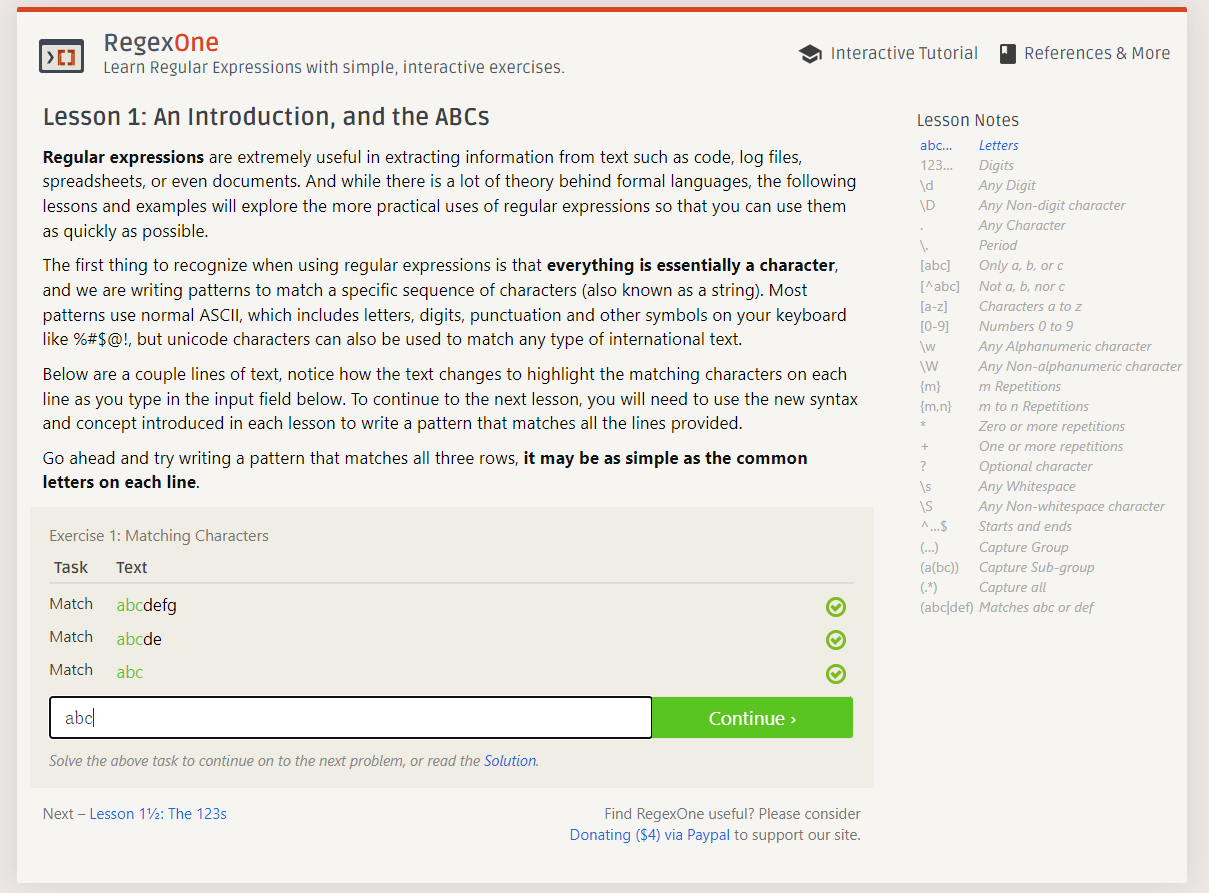 RegexOne
Learn Regular Expressions with simple, interactive exercises.
Interactive Tutorial
References & More
Lesson 1: An Introduction, and the ABCs
Regular expressions are extremely useful in extracting information from text such as code, log files,
spreadsheets, or even documents. And while there is a lot of theory behind formal languages, the following
lessons and examples will explore the more practical uses of regular expressions so that you can use them
as quickly as possible.
The first thing to recognize when using regular expressions is that everything is essentially a character,
and we are writing patterns to match a specific sequence of characters (also known as a string). Most
patterns use normal ASCII, which includes letters, digits, punctuation and other symbols on your keyboard
like %#$@!, but unicode characters can also be used to match any type of international text.
Below are a couple lines of text, notice how the text changes to highlight the matching characters on each
line as you type in the input field below. To continue to the next lesson, you will need to use the new syntax
and concept introduced in each lesson to write a pattern that matches all the lines provided.
Go ahead and try writing a pattern that matches all three rows, it may be as simple as the common
letters on each line.
Exercise 1: Matching Characters
Task Text
Match abcdefg
Match abcde
Match abc
abc
Continue ›
Solve the above task to continue on to the next problem, or read the Solution.
Next – Lesson 1½: The 123s
Find RegexOne useful? Please consider
Donating ($4) via Paypal to support our site.
Lesson Notes
abc… Letters
123… Digits
\d Any Digit
\D Any Non-digit character
. Any Character
\. Period
[abc] Only a, b, or c
[^abc] Not a, b, nor c
[a-z] Characters a to z
[0-9] Numbers 0 to 9
\w Any Alphanumeric character
\W Any Non-alphanumeric character
{m} m Repetitions
{m,n} m to n Repetitions
* Zero or more repetitions
+ One or more repetitions
? Optional character
\s Any Whitespace
\S Any Non-whitespace character
^…$ Starts and ends
(…) Capture Group
(a(bc)) Capture Sub-group
(.*) Capture all
(abc|def) Matches abc or def